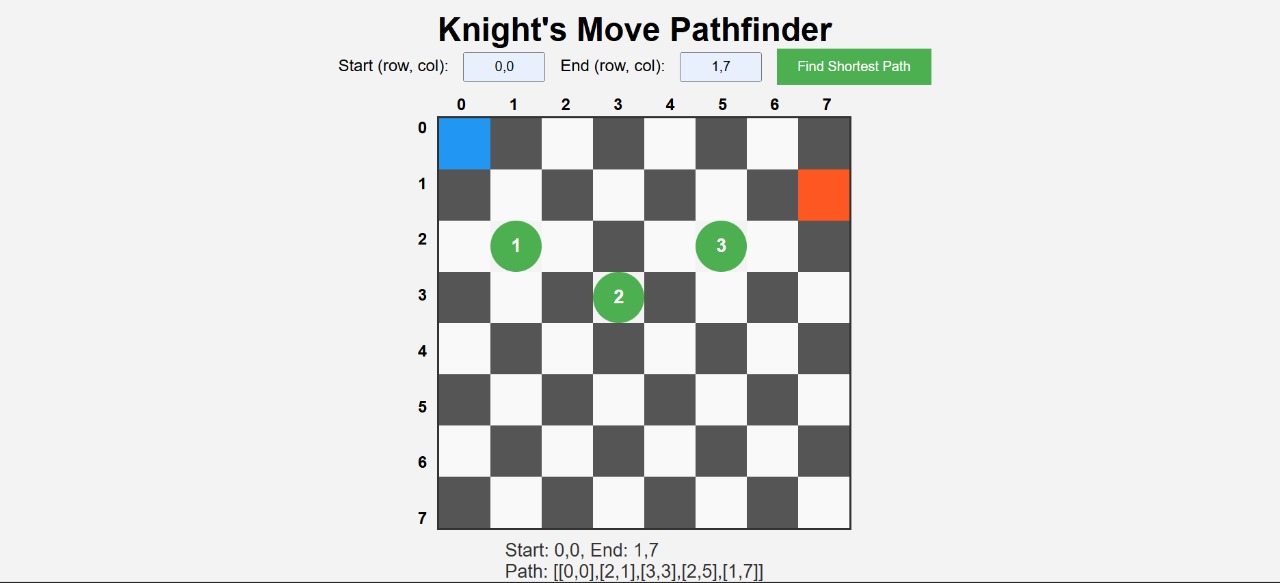 Knight's Move Pathfinder
Start (row, col): 0,0 End (row, col): 1,7 Find Shortest Path
0 1 2 3 4 5 6 7
0
1
2 1 3
3 2
4
5
6
7
Start: 0,0, End: 1,7
Path: [[0,0],[2,1],[3,3],[2,5],[1,7]]